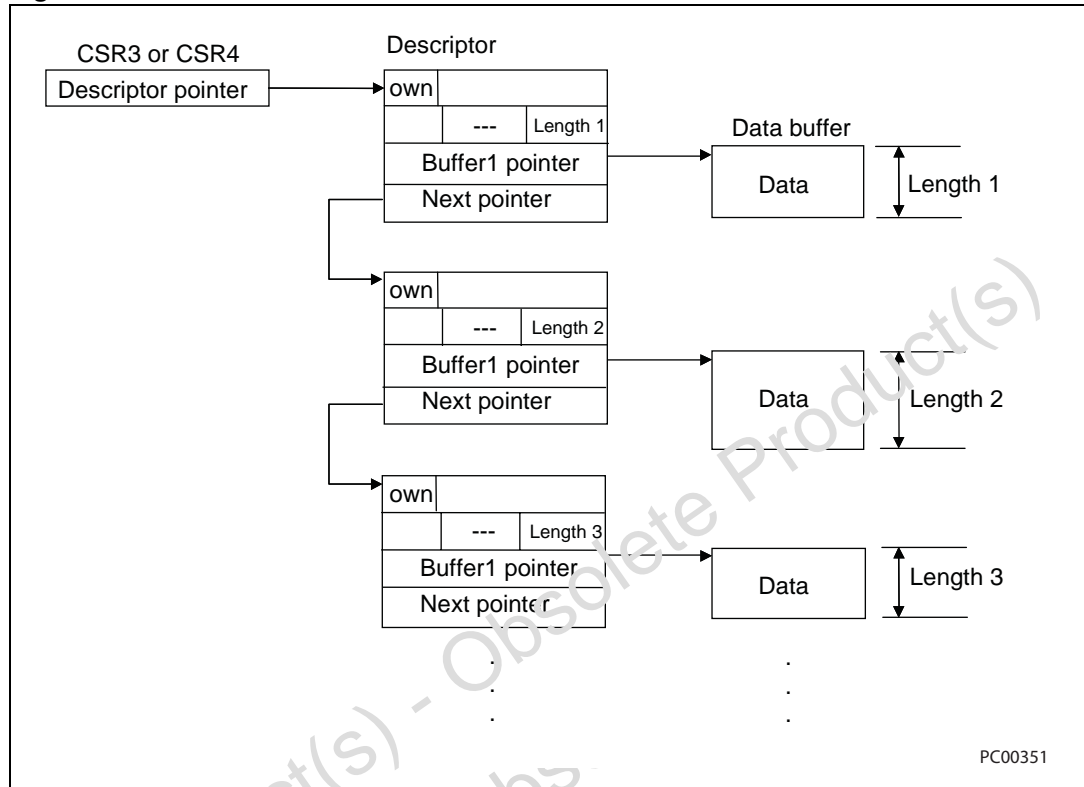 CSR3 or CSR4
Descriptor pointer
Descriptor
own
--- Length 1
Buffer1 pointer
Next pointer
Data buffer
Data
Length 1
own
--- Length 2
Buffer1 pointer
Next pointer
Data
Length 2
own
--- Length 3
Buffer1 pointer
Next pointer
Data
Length 3
. .
. .
. .
PC00351
ct(s) - Obsolete Product(s)